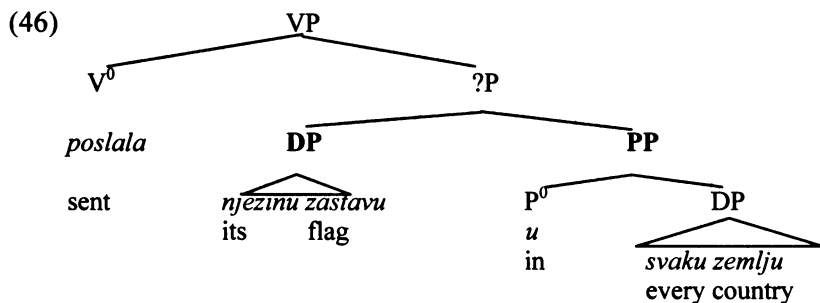 (46) VP
V⁰ ?P
poslala DP PP
sent njezinu zastavu P⁰ DP
its flag u
in svaku zemlju
every country